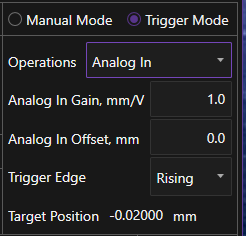 Manual Mode Trigger Mode
Operations Analog In
Analog In Gain, mm/V 1.0
Analog In Offset, mm 0.0
Trigger Edge Rising
Target Position -0.02000 mm